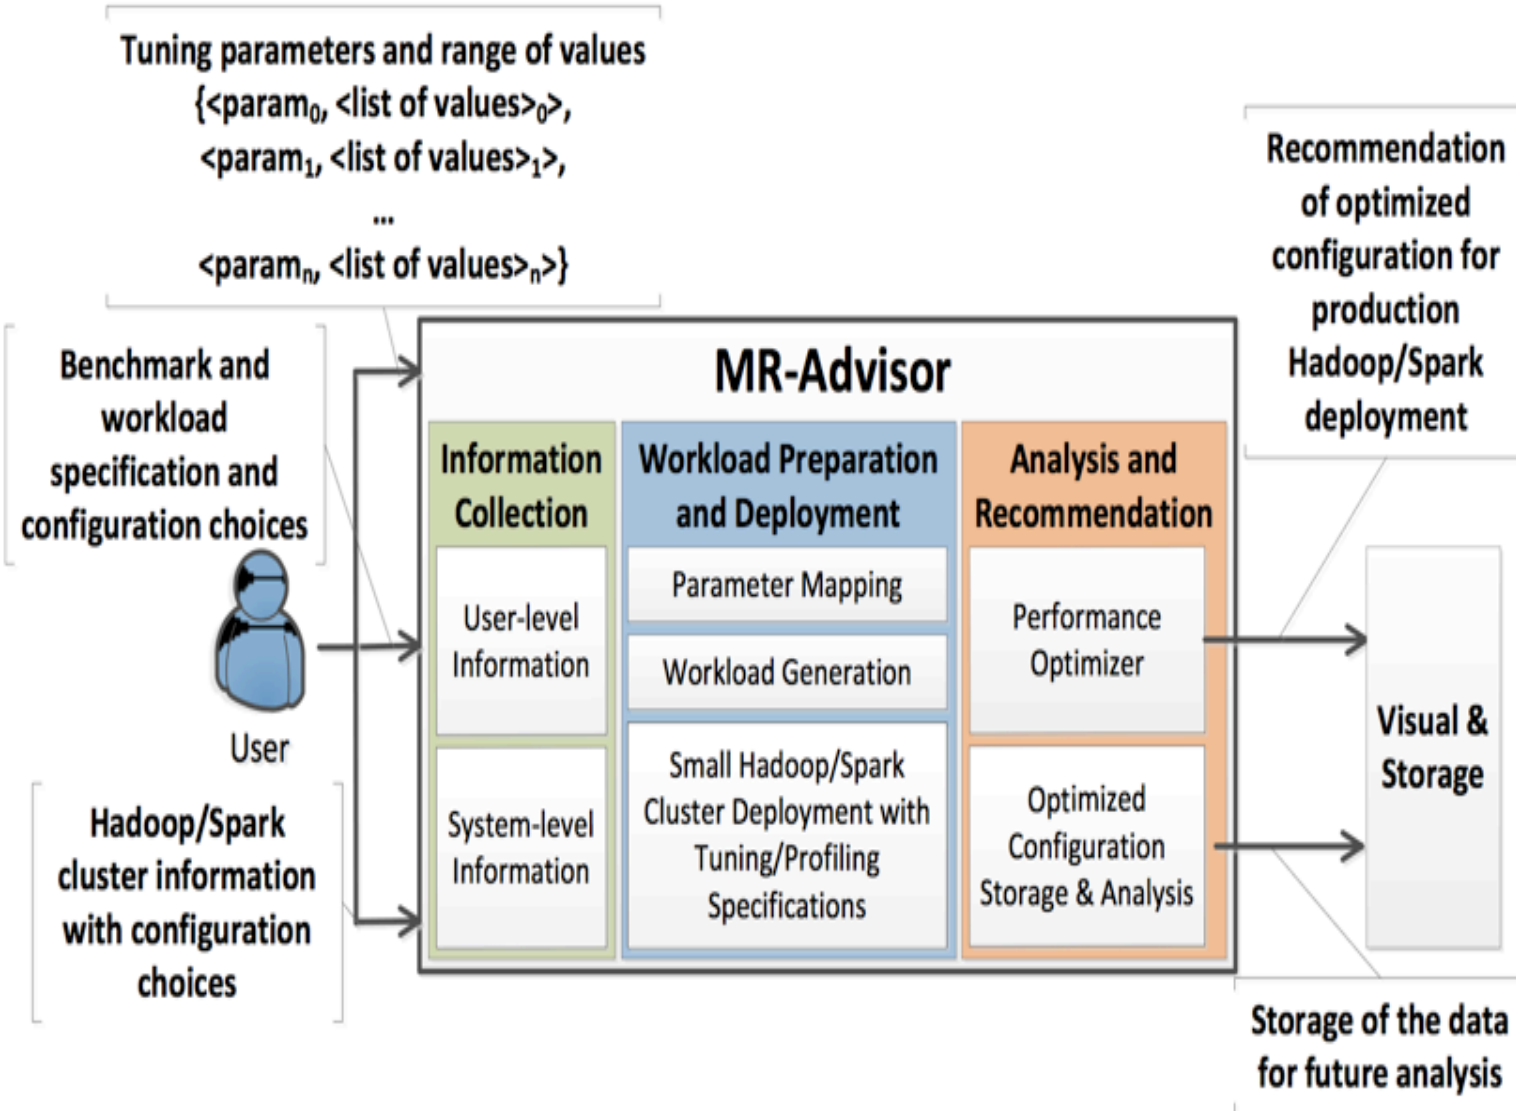 Tuning parameters and range of values
{<param₀, <list of values>₀>,
<param₁, <list of values>₁>,
...
<paramₙ, <list of values>ₙ>}
Benchmark and
workload
specification and
configuration choices
User
Hadoop/Spark
cluster information
with configuration
choices
MR-Advisor
Information
Collection
User-level
Information
System-level
Information
Workload Preparation
and Deployment
Parameter Mapping
Workload Generation
Small Hadoop/Spark
Cluster Deployment with
Tuning/Profiling
Specifications
Analysis and
Recommendation
Performance
Optimizer
Optimized
Configuration
Storage & Analysis
Recommendation
of optimized
configuration for
production
Hadoop/Spark
deployment
Visual &
Storage
Storage of the data
for future analysis